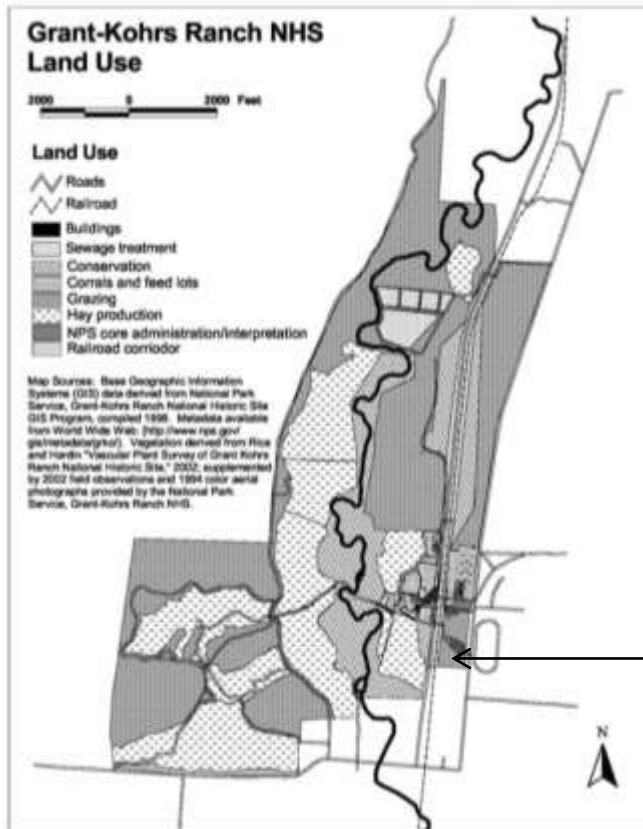 Grant-Kohrs Ranch NHS
Land Use
2000 0 2000 Feet
Land Use
Roads
Railroad
Buildings
Sewage treatment
Conservation
Corrals and feed lots
Grazing
Hay production
NPS core administration/interpretation
Railroad corriodor
Map Sources: Base Geographic Information
Systems (GIS) data derived from National Park
Service, Grant-Kohrs Ranch National Historic Site
GIS Program, compiled 1998. Metadata available
from World Wide Web: [http://www.nps.gov/
gis/metadata/grko/). Vegetation derived from Rice
and Hardin "Vascular Plant Survey of Grant Kohrs
Ranch National Historic Site," 2002, supplemented
by 2002 field observations and 1994 color aerial
photographs provided by the National Park
Service, Grant-Kohrs Ranch NHS.
N